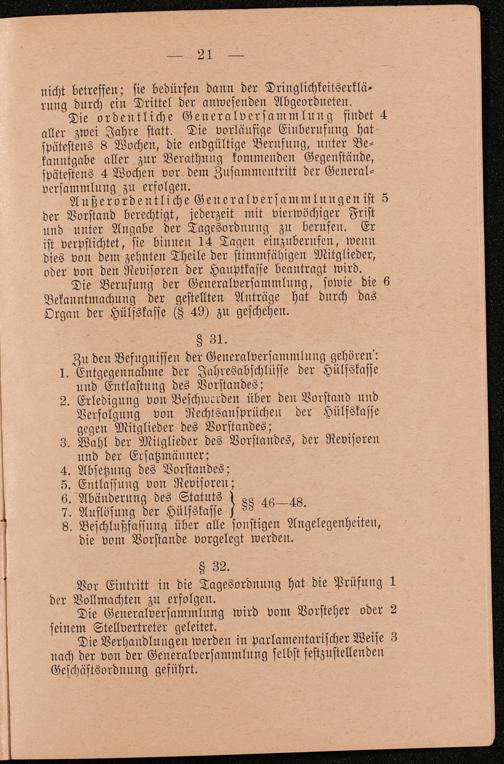 — 21 —
nicht betreffen; sie bedürfen dann der Dringlichkeitserklä-
rung durch ein Drittel der anwesenden Abgeordneten.
Die ordentliche Generalversammlung findet 4
aller zwei Jahre statt. Die vorläufige Einberufung hat
spätestens 8 Wochen, die endgültige Berufung, unter Be-
kanntgabe aller zur Berathung kommenden Gegenstände,
spätestens 4 Wochen vor dem Zusammentritt der General-
versammlung zu erfolgen.
Außerordentliche Generalversammlungen ist 5
der Vorstand berechtigt, jederzeit mit vierwöchiger Frist
und unter Angabe der Tagesordnung zu berufen. Er
ist verpflichtet, sie binnen 14 Tagen einzuberufen, wenn
dies von dem zehnten Theile der stimmfähigen Mitglieder,
oder von den Revisoren der Hauptkasse beantragt wird.
Die Berufung der Generalversammlung, sowie die 6
Bekanntmachung der gestellten Anträge hat durch das
Organ der Hülfskasse (§ 49) zu geschehen.
§ 31.
Zu den Befugnissen der Generalversammlung gehören:
1. Entgegennahme der Jahresabschlüsse der Hülfskasse
und Entlastung des Vorstandes;
2. Erledigung von Beschwerden über den Vorstand und
Verfolgung von Rechtsansprüchen der Hülfskasse
gegen Mitglieder des Vorstandes;
3. Wahl der Mitglieder des Vorstandes, der Revisoren
und der Ersatzmänner;
4. Absetzung des Vorstandes;
5. Entlassung von Revisoren;
6. Abänderung des Statuts } §§ 46—48.
7. Auflösung der Hülfskasse
8. Beschlußfassung über alle sonstigen Angelegenheiten,
die vom Vorstande vorgelegt werden.
§ 32.
Vor Eintritt in die Tagesordnung hat die Prüfung 1
der Vollmachten zu erfolgen.
Die Generalversammlung wird vom Vorsteher oder 2
seinem Stellvertreter geleitet.
Die Verhandlungen werden in parlamentarischer Weise 3
nach der von der Generalversammlung selbst festzustellenden
Geschäftsordnung geführt.